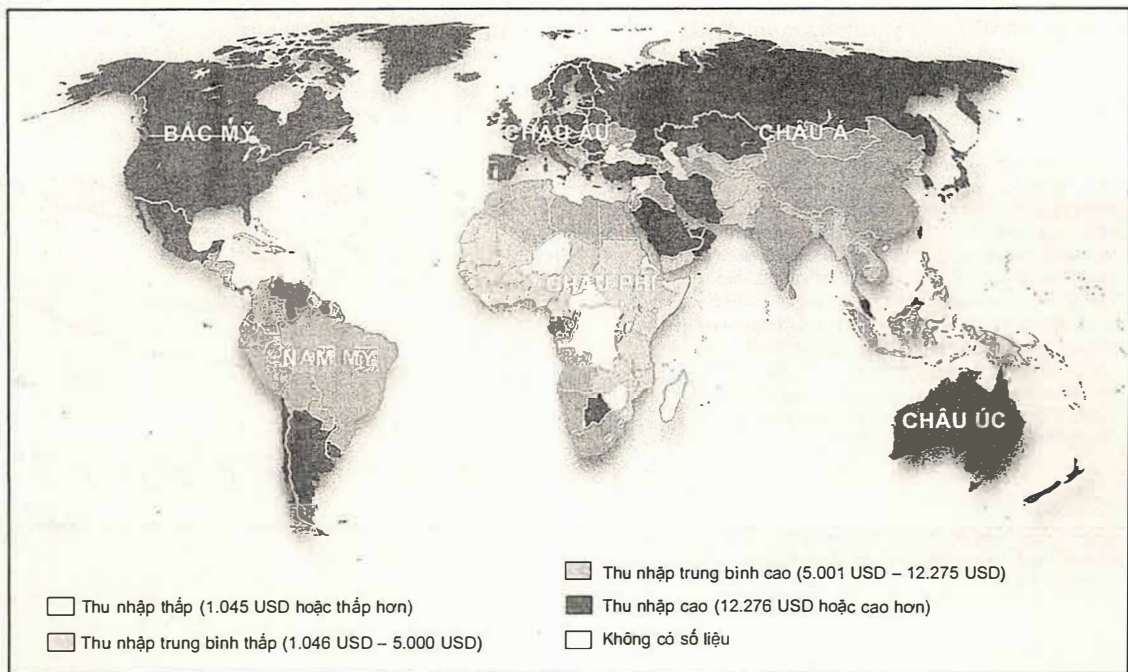 BẮC MỸ
CHÂU ÂU
CHÂU Á
CHÂU PHI
NAM MỸ
CHÂU ÚC
Thu nhập thấp (1.045 USD hoặc thấp hơn)
Thu nhập trung bình thấp (1.046 USD – 5.000 USD)
Thu nhập trung bình cao (5.001 USD – 12.275 USD)
Thu nhập cao (12.276 USD hoặc cao hơn)
Không có số liệu